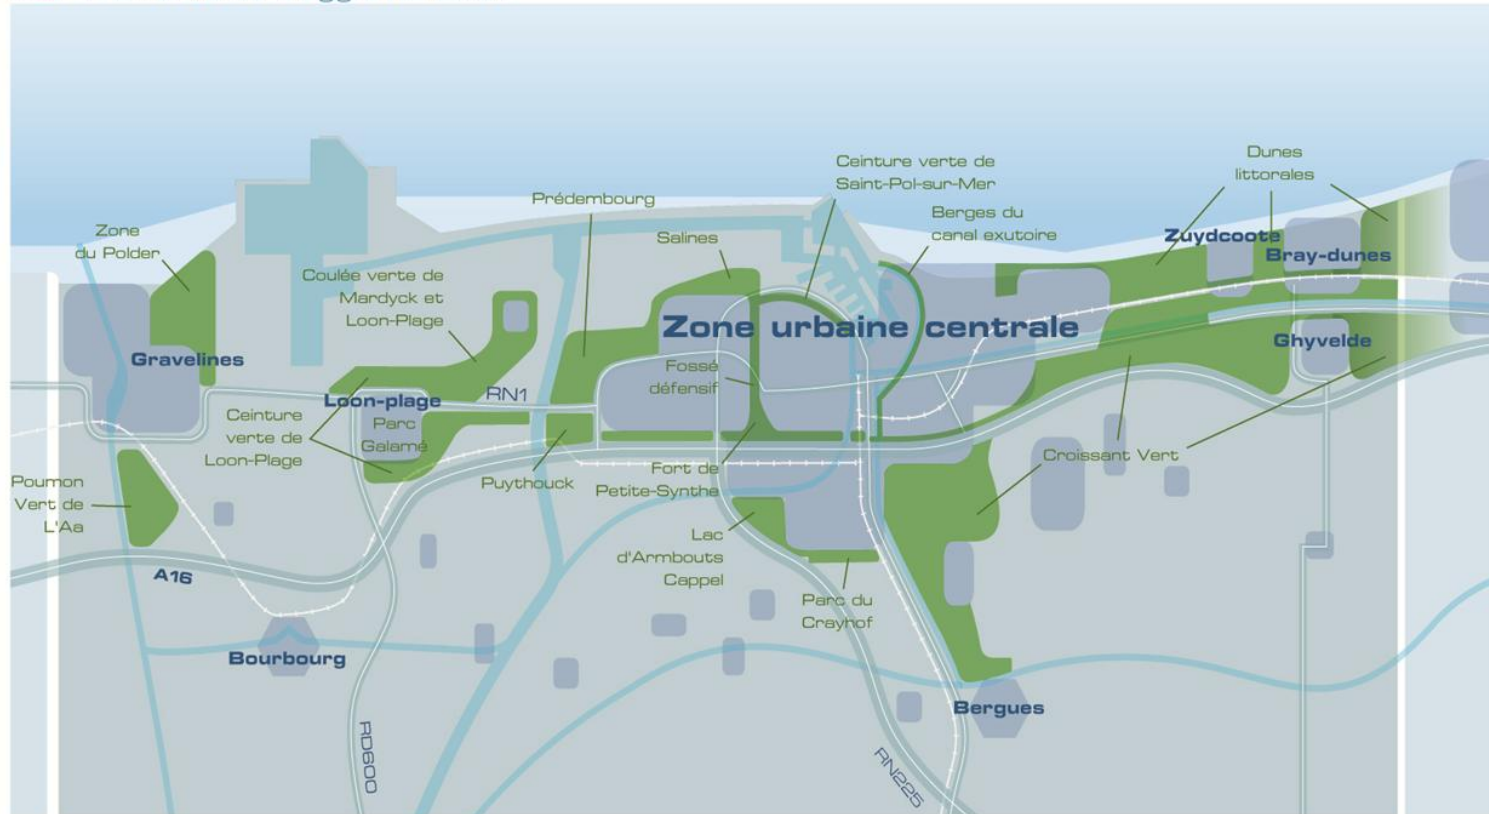 Ceinture verte de
Saint-Pol-sur-Mer
Dunes
littorales
Prédembourg
Berges du
canal exutoire
Zone
du Polder
Salines
Zuydcoote
Bray-dunes
Coulée verte de
Mardyck et
Loon-Plage
Zone urbaine centrale
Gravelines
Ghyvelde
Fossé
défensif
RN1
Loon-plage
Parc
Galamé
Ceinture
verte de
Loon-Plage
Croissant Vert
Poumon
Vert de
L'Aa
Puythouck
Fort de
Petite-Synthe
Lac
d'Armbouts
Cappel
A16
Parc du
Crayhof
Bourbourg
Bergues
RD600
RN225